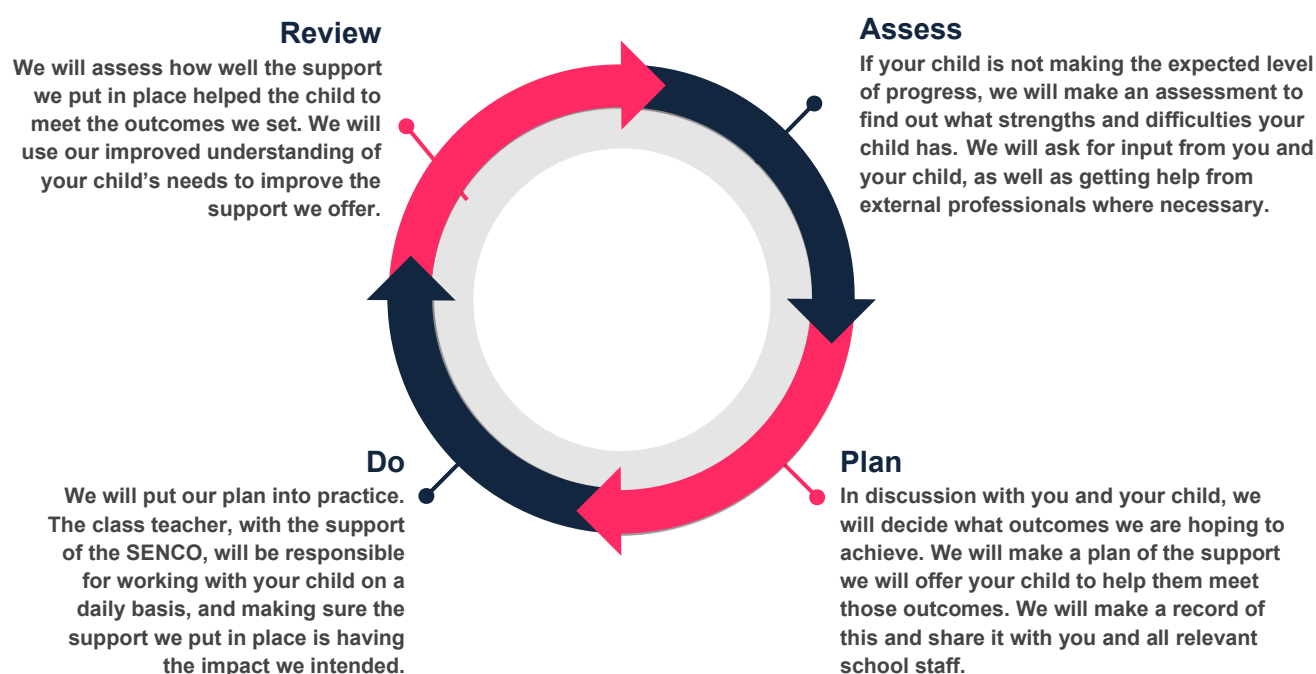 Review
We will assess how well the support
we put in place helped the child to
meet the outcomes we set. We will
use our improved understanding of
your child’s needs to improve the
support we offer.
Assess
If your child is not making the expected level
of progress, we will make an assessment to
find out what strengths and difficulties your
child has. We will ask for input from you and
your child, as well as getting help from
external professionals where necessary.
Do
We will put our plan into practice.
The class teacher, with the support
of the SENCO, will be responsible
for working with your child on a
daily basis, and making sure the
support we put in place is having
the impact we intended.
Plan
In discussion with you and your child, we
will decide what outcomes we are hoping to
achieve. We will make a plan of the support
we will offer your child to help them meet
those outcomes. We will make a record of
this and share it with you and all relevant
school staff.